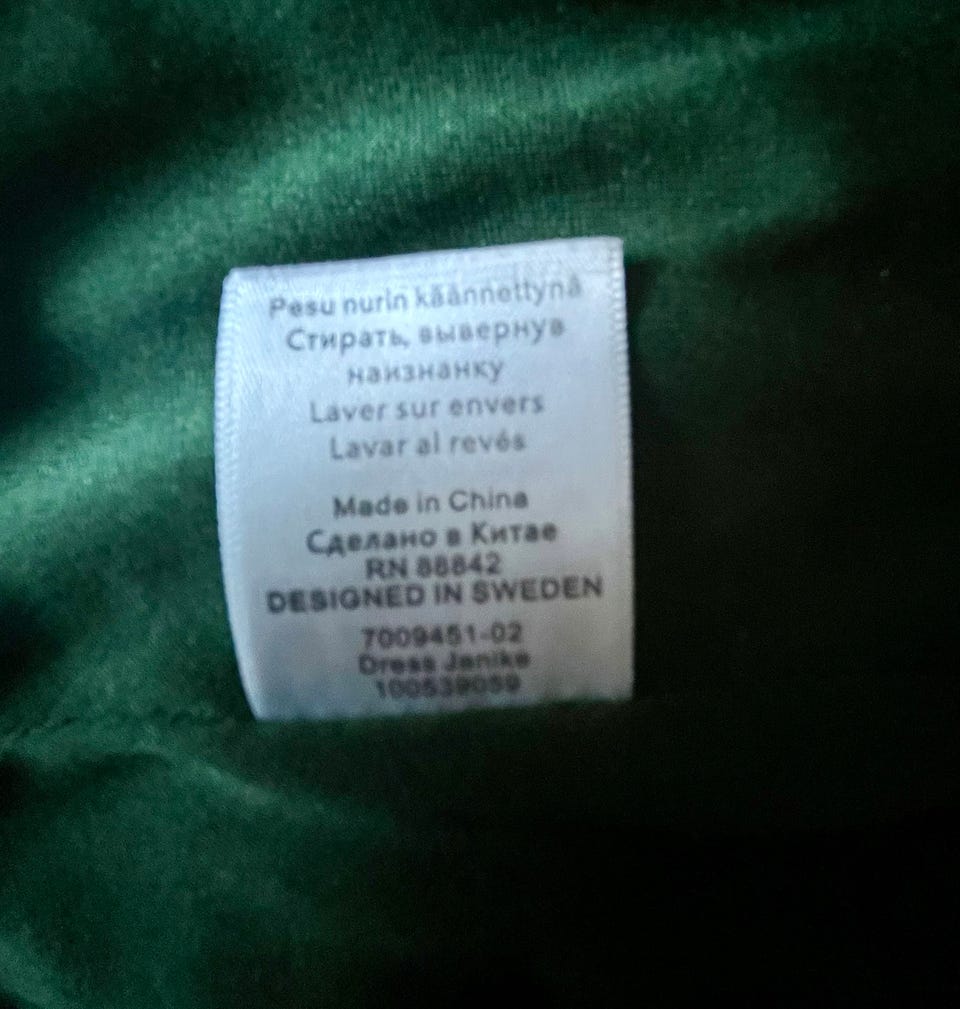 Pesu nurin käännettynä
Стирать, вывернув
наизнанку
Laver sur envers
Lavar al revés
Made in China
Сделано в Китае
RN 88842
DESIGNED IN SWEDEN
7009451-02
Dress Janike
100539059